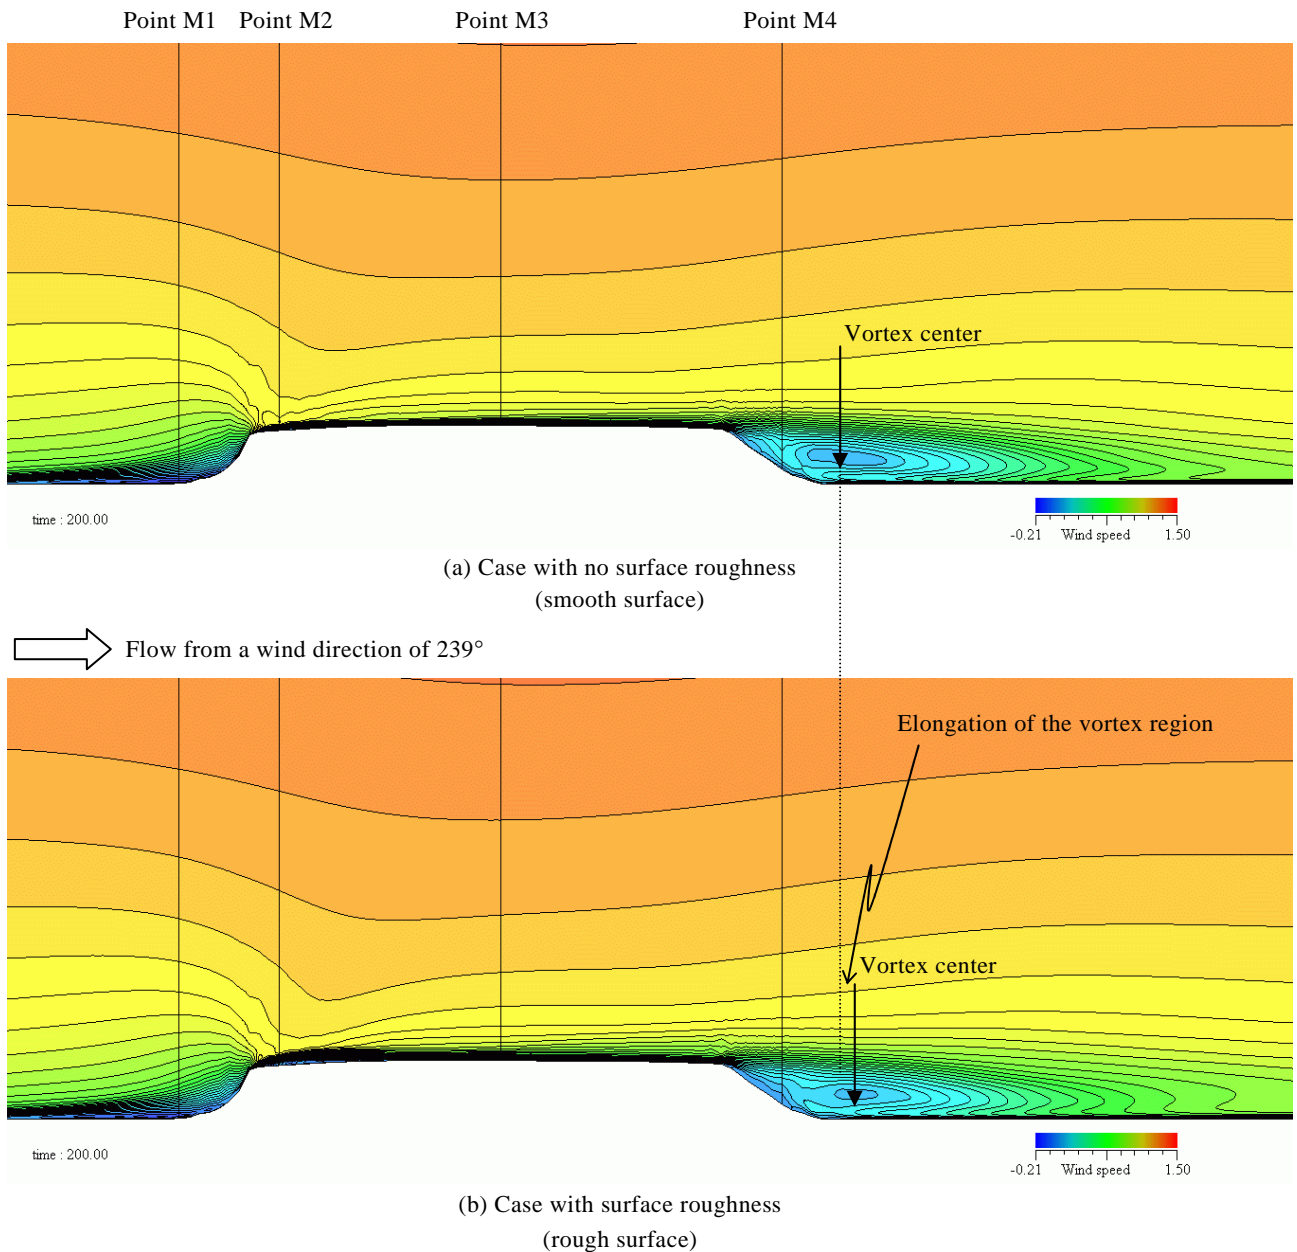 Point M1 Point M2 Point M3 Point M4
Vortex center
time : 200.00
-0.21 Wind speed 1.50
(a) Case with no surface roughness
(smooth surface)
Flow from a wind direction of 239°
Elongation of the vortex region
Vortex center
time : 200.00
-0.21 Wind speed 1.50
(b) Case with surface roughness
(rough surface)